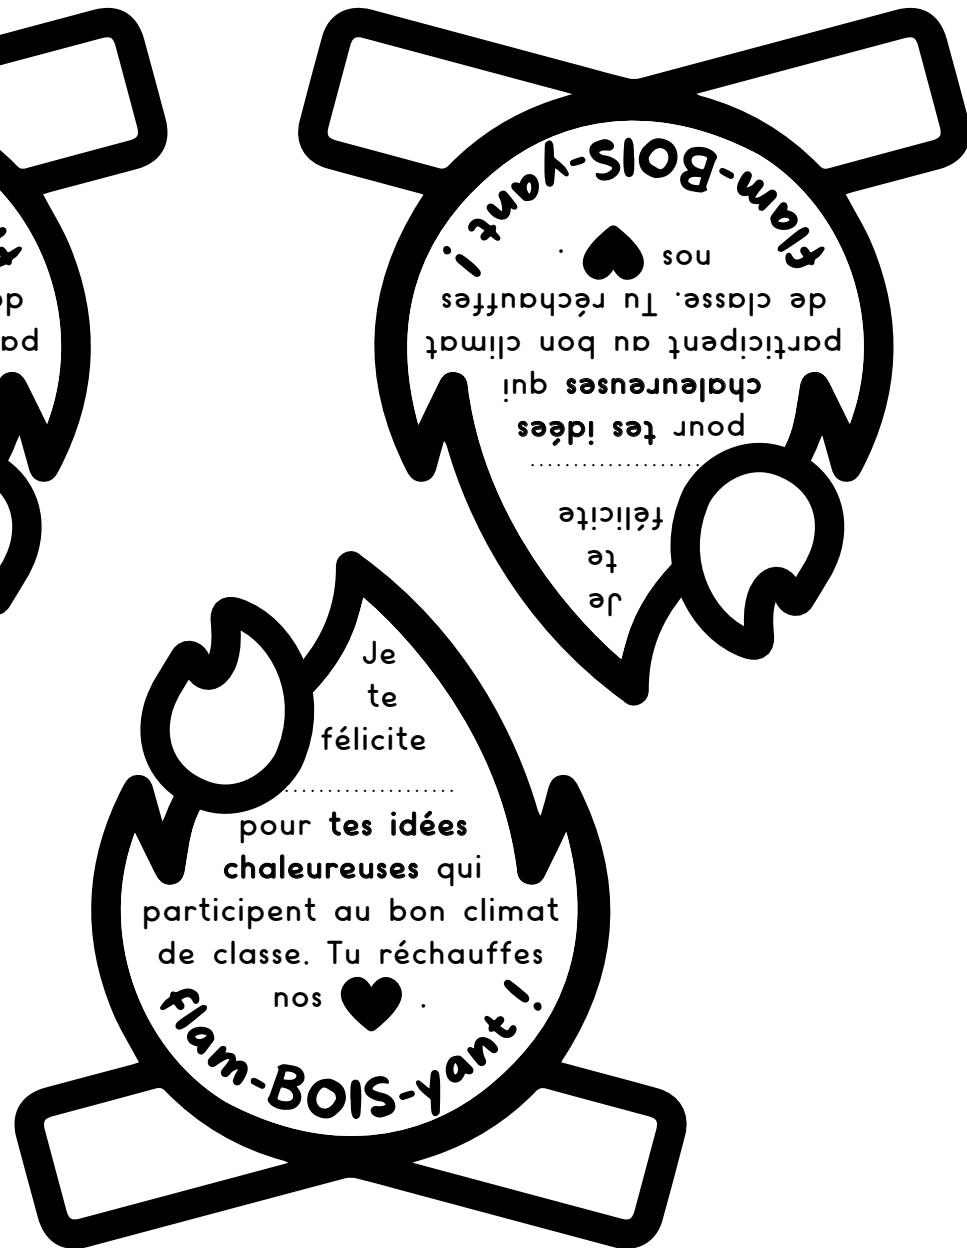 Je
te
félicite
....................
pour tes idées
chaleureuses qui
participent au bon climat
de classe. Tu réchauffes
nos .
flam-BOIS-yant !
Je
te
félicite
....................
pour tes idées
chaleureuses qui
participent au bon climat
de classe. Tu réchauffes
nos .
flam-BOIS-yant !